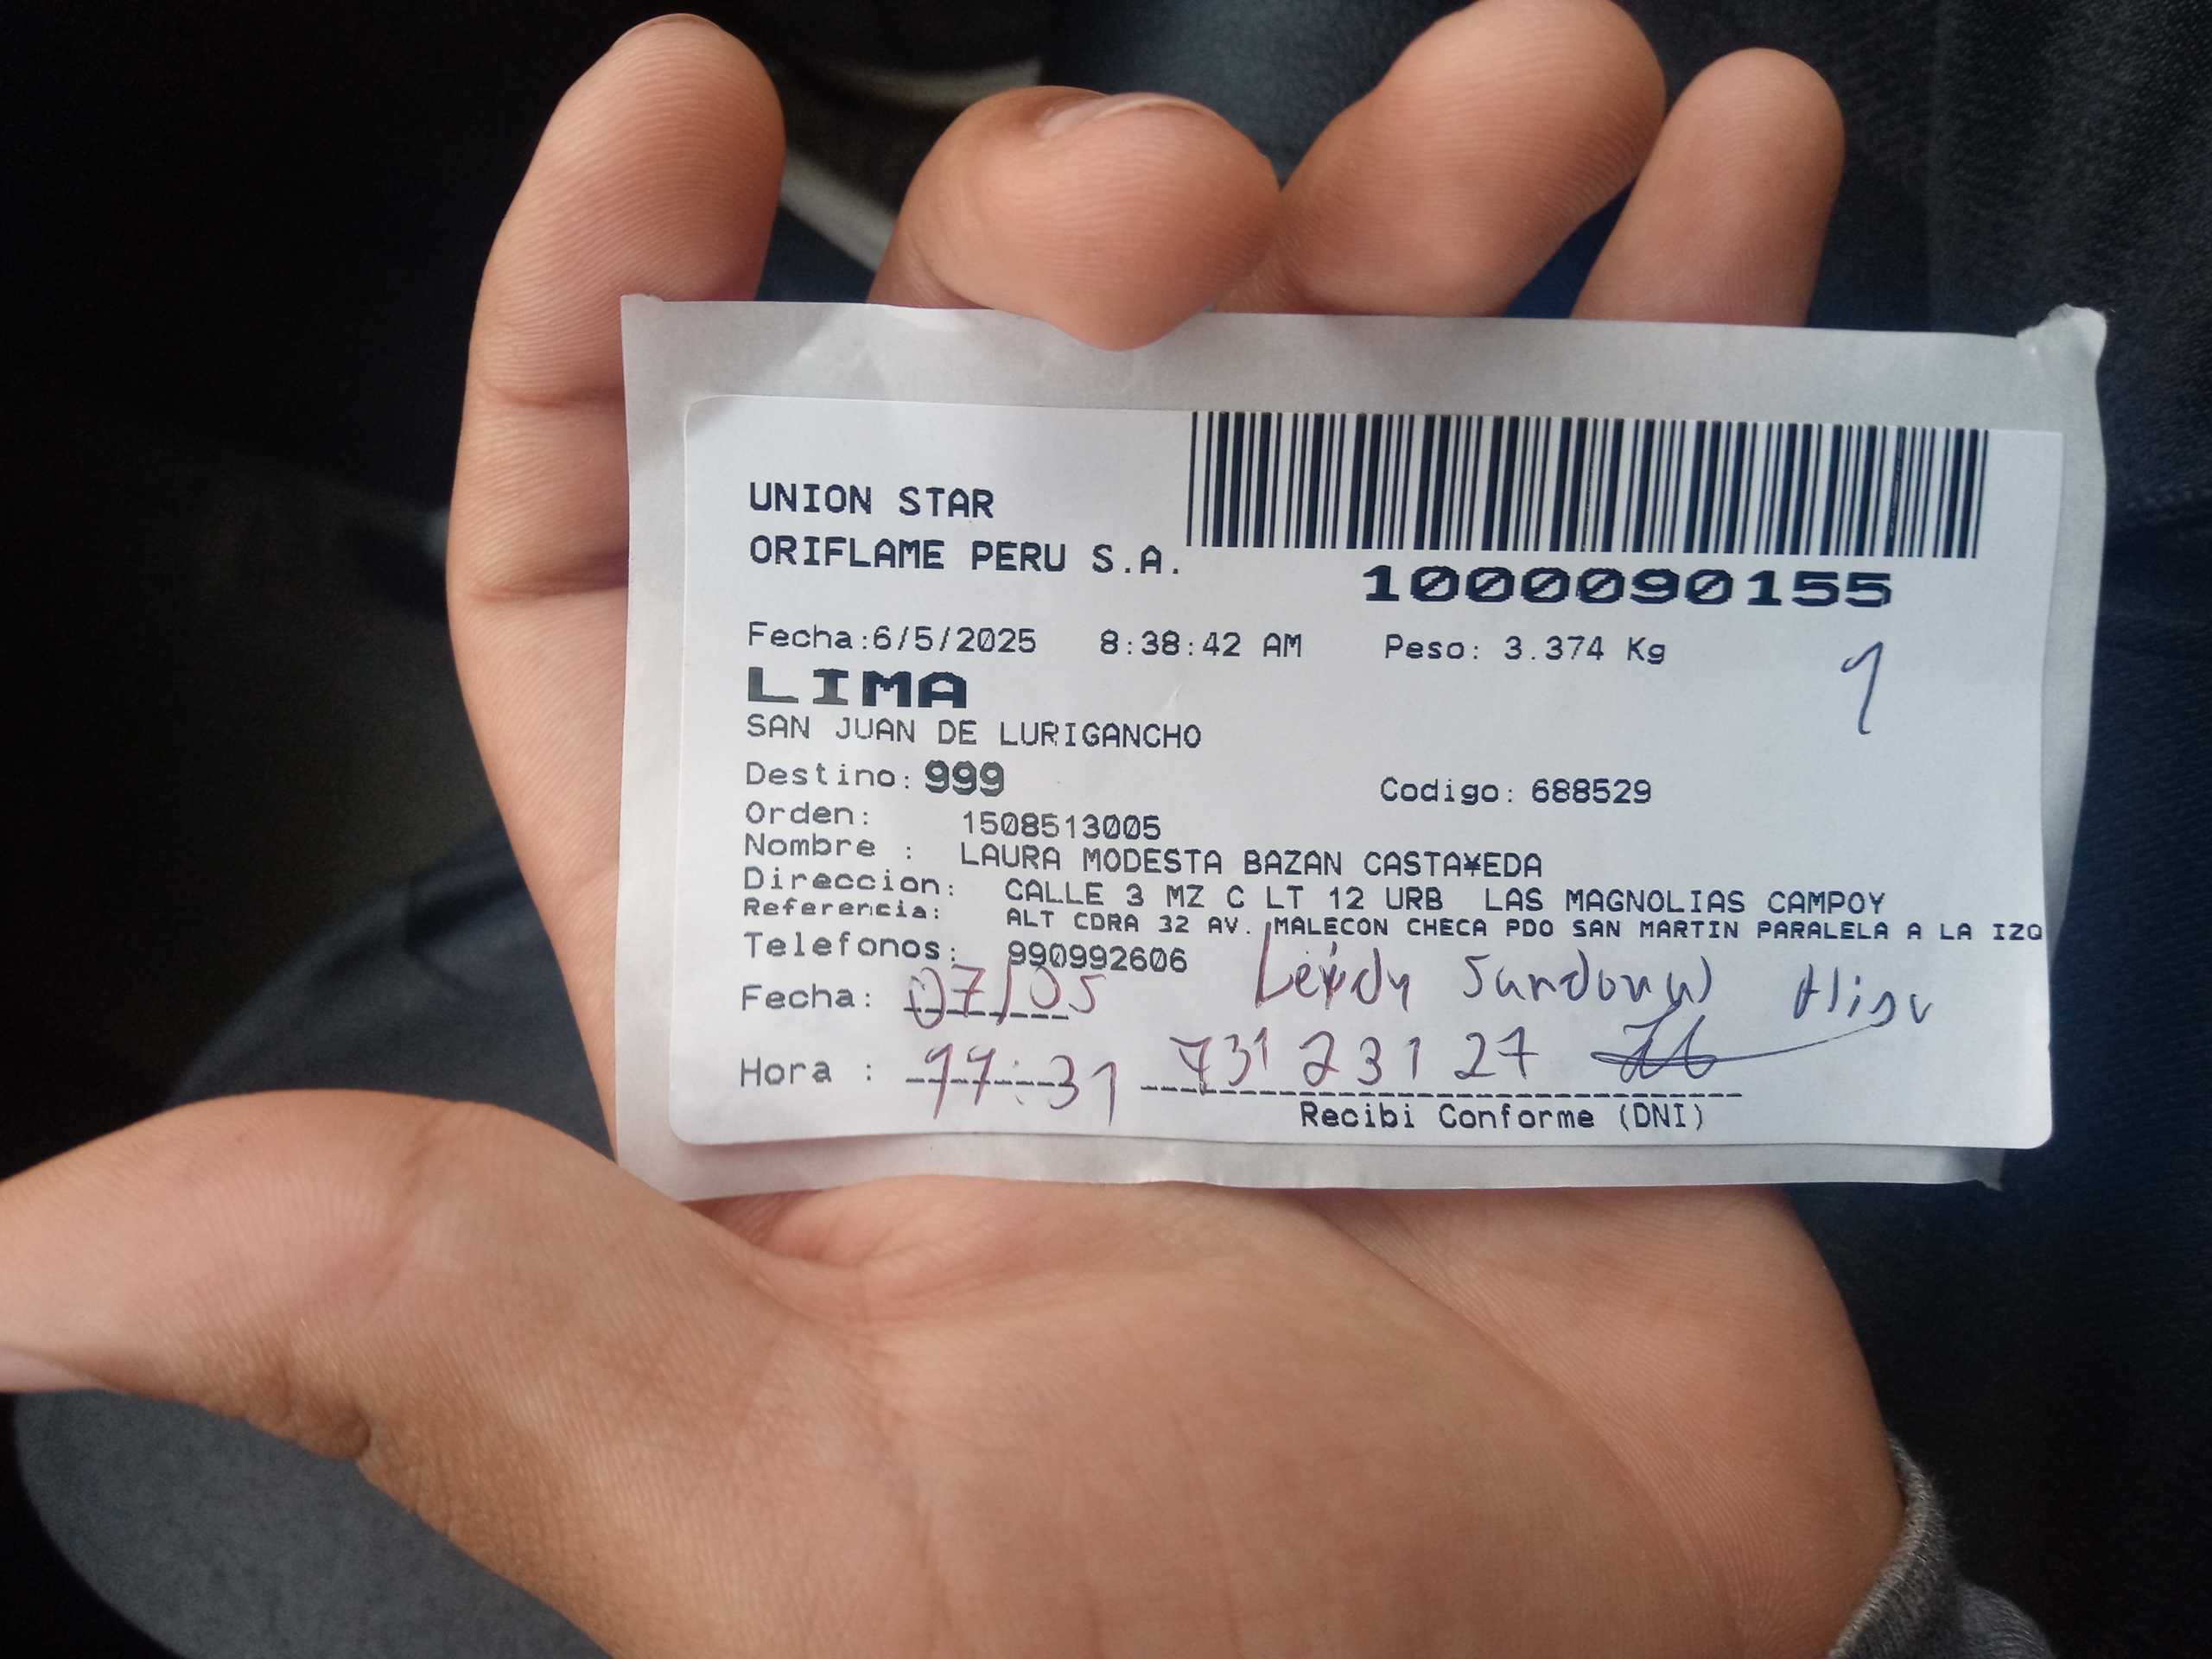 UNION STAR
ORIFLAME PERU S.A.
1000090155
Fecha:6/5/2025 8:38:42 AM Peso: 3.374 Kg
1
LIMA
SAN JUAN DE LURIGANCHO
Destino: 999 Codigo: 688529
Orden: 1508513005
Nombre : LAURA MODESTA BAZAN CASTA¥EDA
Direccion: CALLE 3 MZ C LT 12 URB LAS MAGNOLIAS CAMPOY
Referencia: ALT CDRA 32 AV. MALECON CHECA PDO SAN MARTIN PARALELA A LA IZQ
Telefonos: 990992606
Fecha: 07/05 Sandoval
Hora : :31 73123127
Recibi Conforme (DNI)